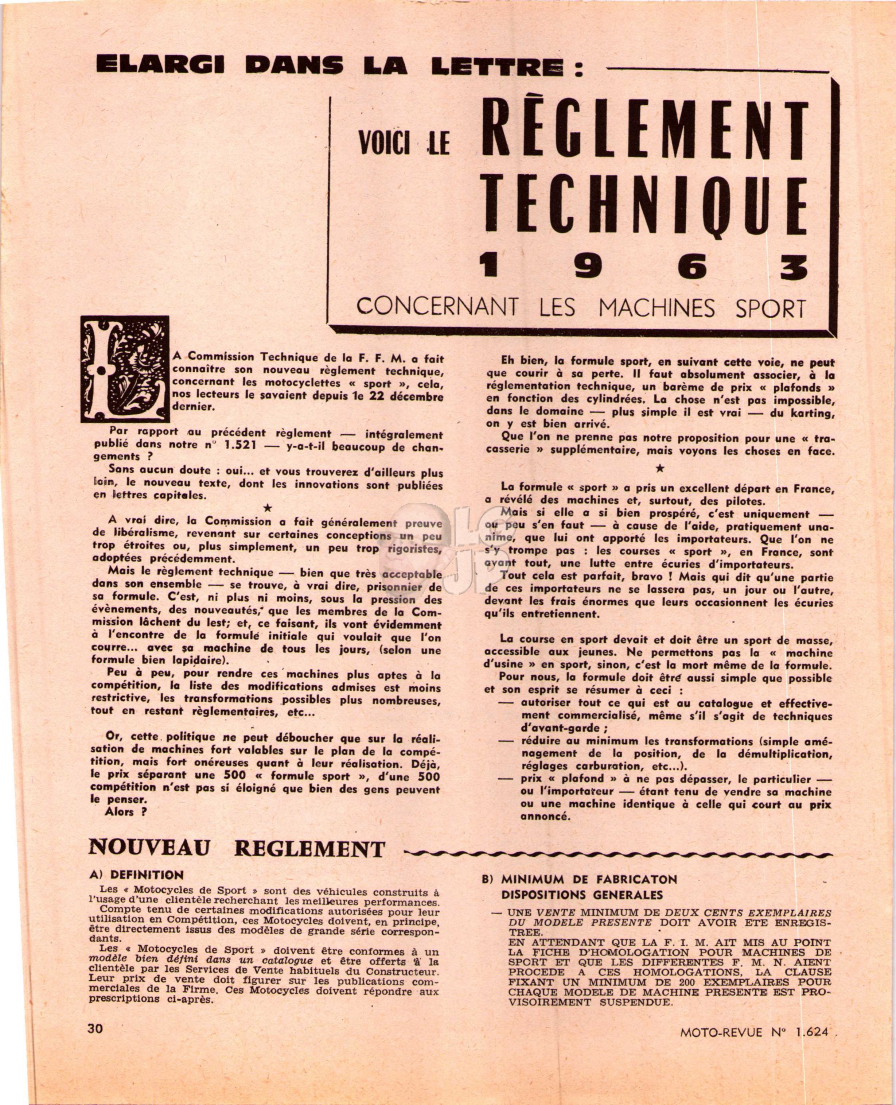 ELARGI DANS LA LETTRE :
VOICI LE RÈGLEMENT
TECHNIQUE
1963
CONCERNANT LES MACHINES SPORT
LA Commission Technique de la F. F. M. a fait
connaître son nouveau règlement technique,
concernant les motocyclettes « sport », cela,
nos lecteurs le savaient depuis le 22 décembre
dernier.
Par rapport au précédent règlement — intégralement
publié dans notre n° 1.521 — y-a-t-il beaucoup de chan-
gements ?
Sans aucun doute : oui... et vous trouverez d'ailleurs plus
loin, le nouveau texte, dont les innovations sont publiées
en lettres capitales.
★
A vrai dire, la Commission a fait généralement preuve
de libéralisme, revenant sur certaines conceptions un peu
trop étroites ou, plus simplement, un peu trop rigoristes,
adoptées précédemment.
Mais le règlement technique — bien que très acceptable
dans son ensemble — se trouve, à vrai dire, prisonnier de
sa formule. C'est, ni plus ni moins, sous la pression des
évènements, des nouveautés, que les membres de la Com-
mission lâchent du lest; et, ce faisant, ils vont évidemment
à l'encontre de la formule initiale qui voulait que l'on
courre... avec sa machine de tous les jours, (selon une
formule bien lapidaire).
Peu à peu, pour rendre ces machines plus aptes à la
compétition, la liste des modifications admises est moins
restrictive, les transformations possibles plus nombreuses,
tout en restant règlementaires, etc...
Or, cette politique ne peut déboucher que sur la réali-
sation de machines fort valables sur le plan de la compé-
tition, mais fort onéreuses quant à leur réalisation. Déjà,
le prix séparant une 500 « formule sport », d'une 500
compétition n'est pas si éloigné que bien des gens peuvent
le penser.
Alors ?
Eh bien, la formule sport, en suivant cette voie, ne peut
que courir à sa perte. Il faut absolument associer, à la
réglementation technique, un barème de prix « plafonds »
en fonction des cylindrées. La chose n'est pas impossible,
dans le domaine — plus simple il est vrai — du karting,
on y est bien arrivé.
Que l'on ne prenne pas notre proposition pour une « tra-
casserie » supplémentaire, mais voyons les choses en face.
★
La formule « sport » a pris un excellent départ en France,
a révélé des machines et, surtout, des pilotes.
Mais si elle a si bien prospéré, c'est uniquement —
ou peu s'en faut — à cause de l'aide, pratiquement una-
nime, que lui ont apporté les importateurs. Que l'on ne
s'y trompe pas : les courses « sport », en France, sont
avant tout, une lutte entre écuries d'importateurs.
Tout cela est parfait, bravo ! Mais qui dit qu'une partie
de ces importateurs ne se lassera pas, un jour ou l'autre,
devant les frais énormes que leurs occasionnent les écuries
qu'ils entretiennent.
La course en sport devait et doit être un sport de masse,
accessible aux jeunes. Ne permettons pas la « machine
d'usine » en sport, sinon, c'est la mort même de la formule.
Pour nous, la formule doit être aussi simple que possible
et son esprit se résumer à ceci :
— autoriser tout ce qui est au catalogue et effective-
ment commercialisé, même s'il s'agit de techniques
d'avant-garde ;
— réduire au minimum les transformations (simple amé-
nagement de la position, de la démultiplication,
réglages carburation, etc...).
— prix « plafond » à ne pas dépasser, le particulier —
ou l'importateur — étant tenu de vendre sa machine
ou une machine identique à celle qui court au prix
annoncé.
NOUVEAU REGLEMENT
A) DEFINITION
Les « Motocycles de Sport » sont des véhicules construits à
l'usage d'une clientèle recherchant les meilleures performances.
Compte tenu de certaines modifications autorisées pour leur
utilisation en Compétition, ces Motocycles doivent, en principe,
être directement issus des modèles de grande série correspon-
dants.
Les « Motocycles de Sport » doivent être conformes à un
modèle bien défini dans un catalogue et être offerts à la
clientèle par les Services de Vente habituels du Constructeur.
Leur prix de vente doit figurer sur les publications com-
merciales de la Firme. Ces Motocycles doivent répondre aux
prescriptions ci-après.
B) MINIMUM DE FABRICATON
DISPOSITIONS GENERALES
— UNE VENTE MINIMUM DE DEUX CENTS EXEMPLAIRES
DU MODELE PRESENTE DOIT AVOIR ETE ENREGIS-
TREE.
EN ATTENDANT QUE LA F. I. M. AIT MIS AU POINT
LA FICHE D'HOMOLOGATION POUR MACHINES DE
SPORT ET QUE LES DIFFERENTES F. M. N. AIENT
PROCEDE A CES HOMOLOGATIONS, LA CLAUSE
FIXANT UN MINIMUM DE 200 EXEMPLAIRES POUR
CHAQUE MODELE DE MACHINE PRESENTE EST PRO-
VISOIREMENT SUSPENDUE.
30
MOTO-REVUE N° 1.624